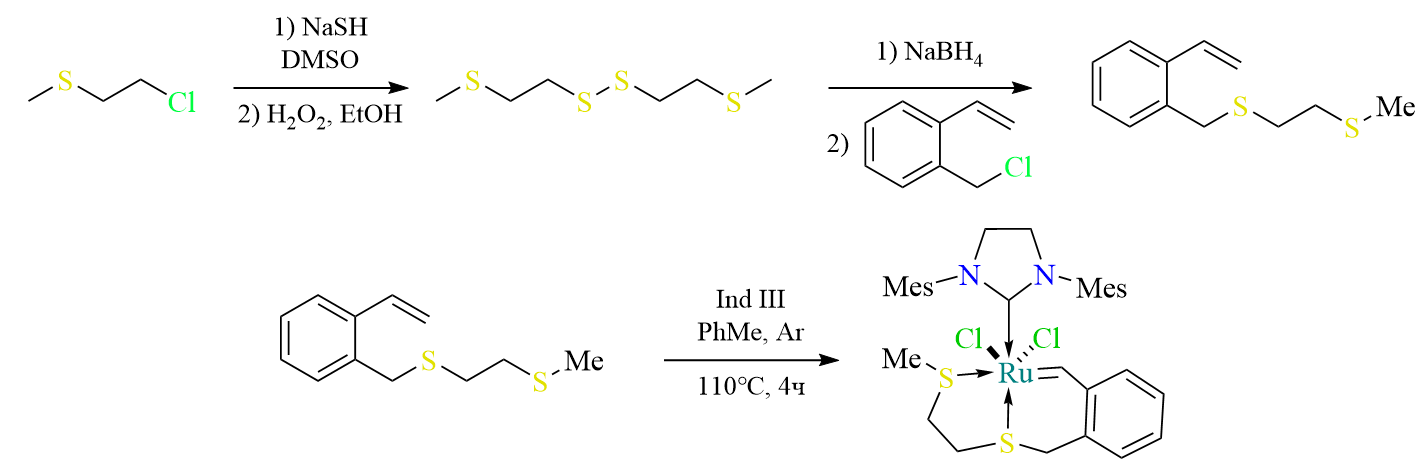 1) NaSH
DMSO
2) H₂O₂, EtOH
S
Cl
S
S
S
S
1) NaBH₄
2)
Cl
S
S
Me
S
S
Me
Ind III
PhMe, Ar
110°C, 4ч
N
N
Mes
Mes
Cl
Cl
Me
S
Ru
S